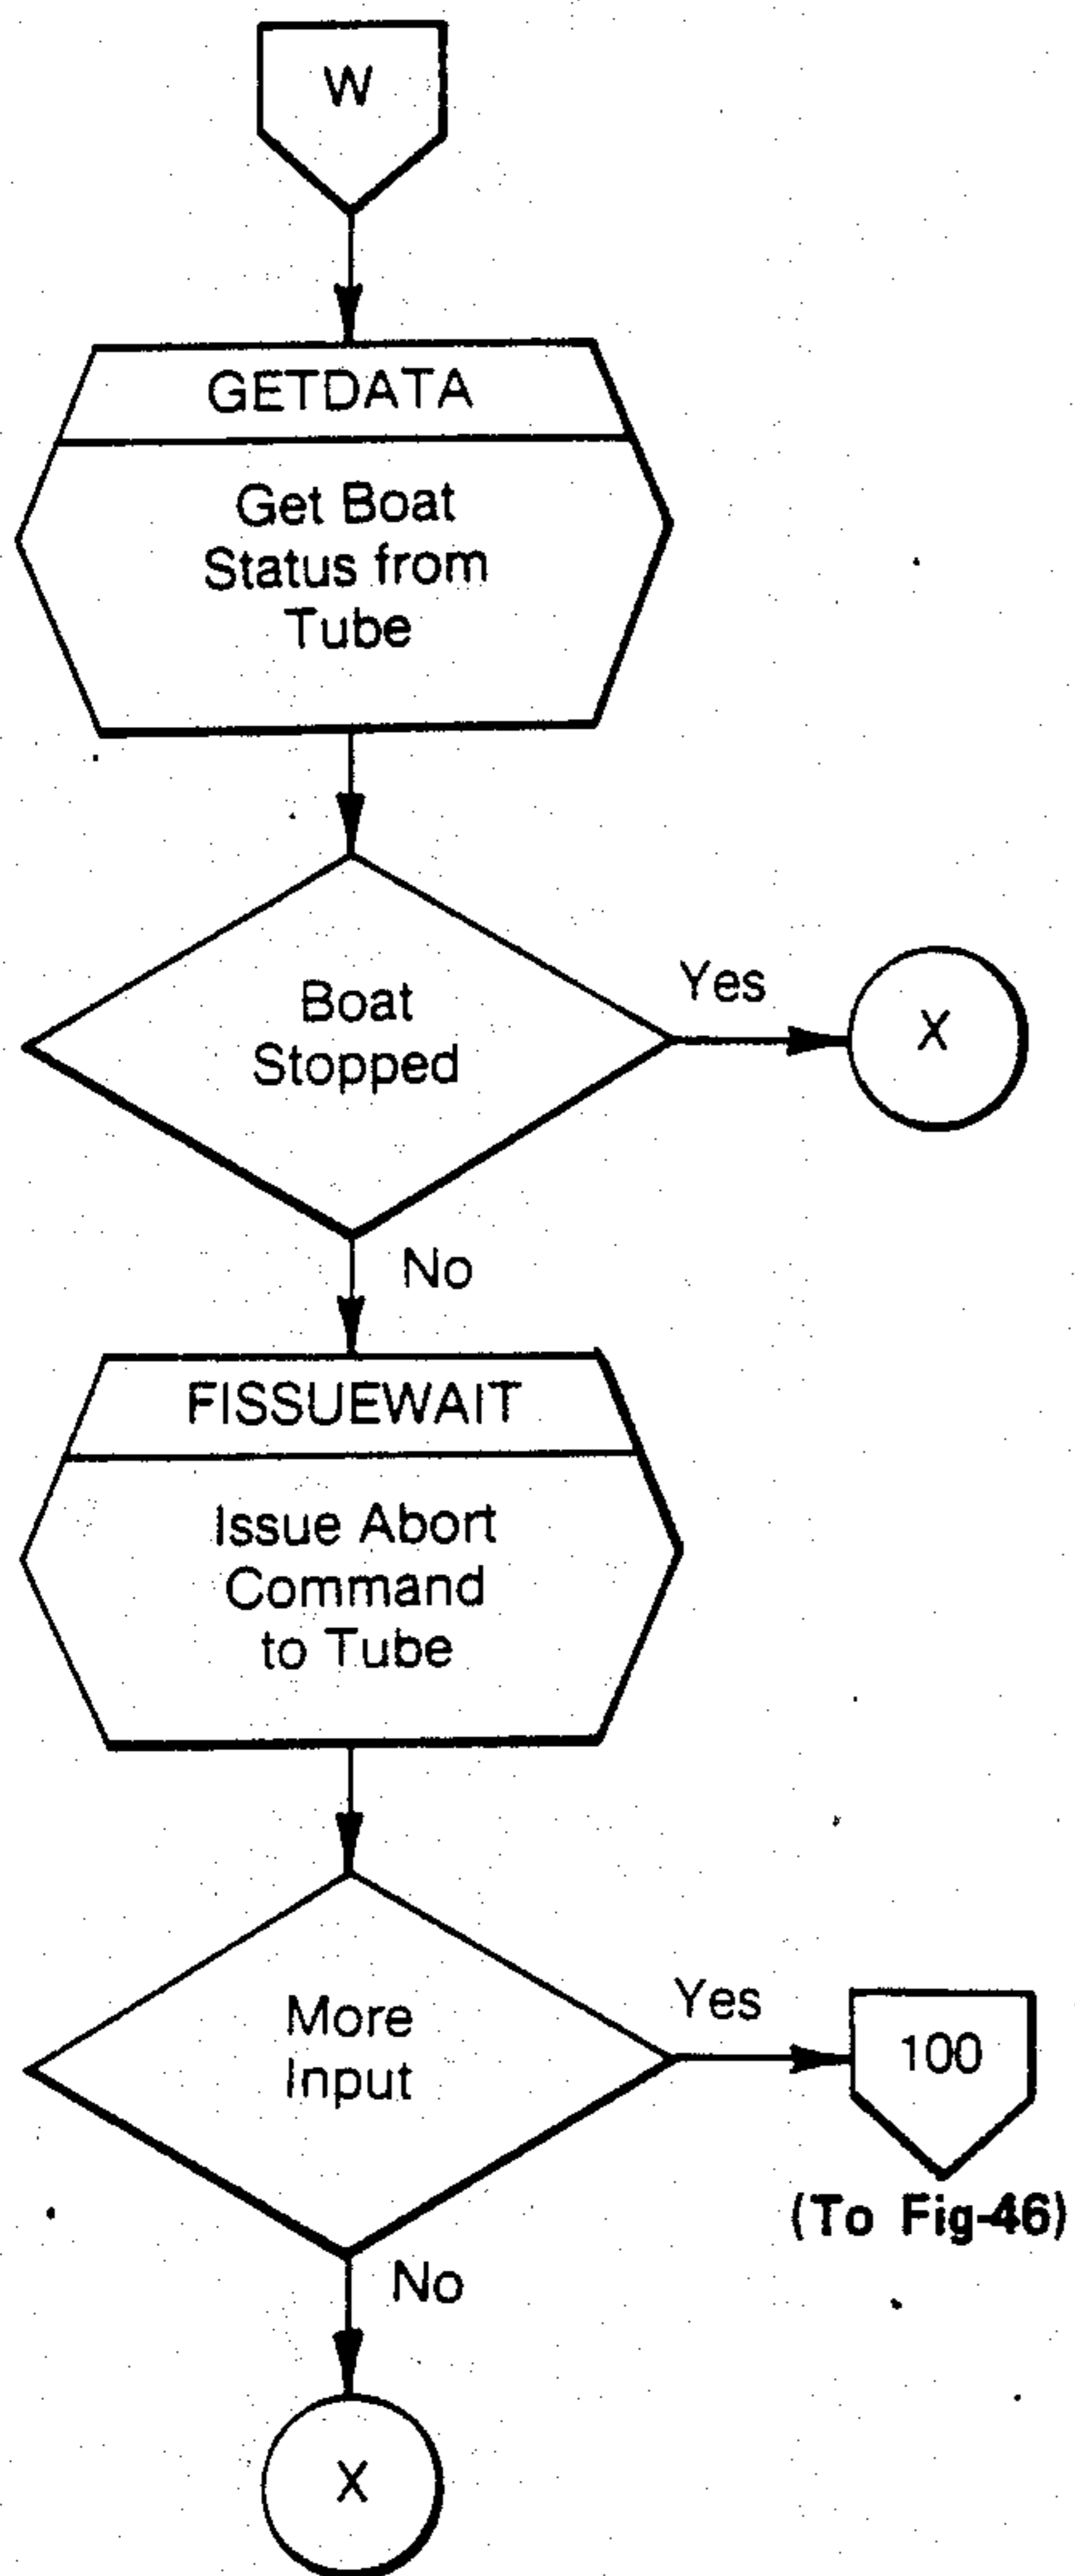 W
GETDATA
Get Boat
Status from
Tube
Boat
Stopped
Yes
X
No
FISSUEWAIT
Issue Abort
Command
to Tube
More
Input
Yes
100
(To Fig-46)
No
X